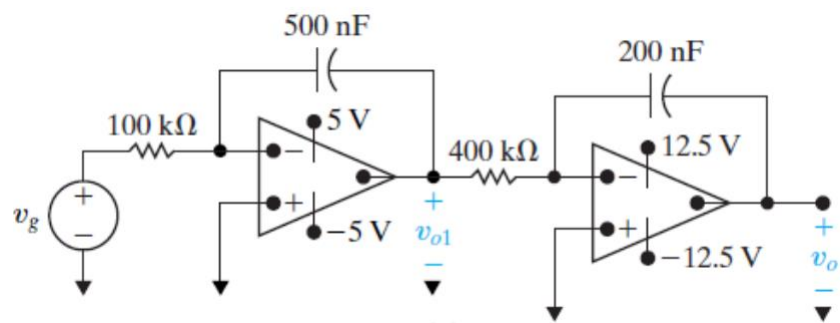 500 nF
200 nF
100 kΩ
5 V
400 kΩ
12.5 V
+
−
vg
−
+
−5 V
+
vo1
−
−
+
−12.5 V
+
vo
−